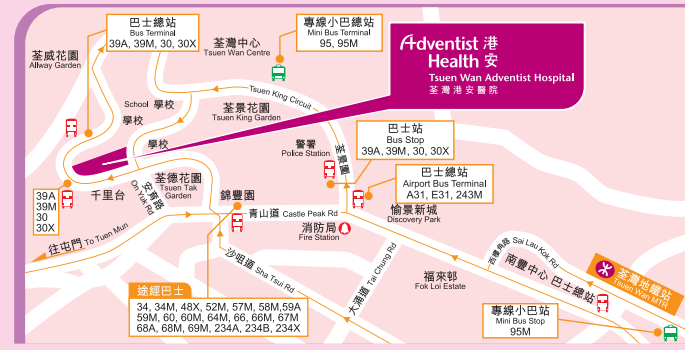 巴士總站
Bus Terminal
39A, 39M, 30, 30X
荃威花園
Allway Garden
荃灣中心
Tsuen Wan Centre
專線小巴總站
Mini Bus Terminal
95, 95M
Adventist 港
Health 安
Tsuen Wan Adventist Hospital
荃灣港安醫院
Tsuen King Circuit
School 學校
學校
學校
荃景花園
Tsuen King Garden
荃景圍
警署
Police Station
巴士站
Bus Stop
39A, 39M, 30, 30X
巴士總站
Airport Bus Terminal
A31, E31, 243M
39A
39M
30
30X
千里台
安育路
On Yuk Rd
荃德花園
Tsuen Tak
Garden
錦豐園
青山道 Castle Peak Rd
消防局
Fire Station
愉景新城
Discovery Park
往屯門 To Tuen Mun
沙咀道 Sha Tsui Rd
大涌道 Tai Chung Rd
福來邨
Fok Loi Estate
西樓角路 Sai Lau Kok Rd
南豐中心 巴士總站
荃灣地鐵站
Tsuen Wan MTR
途經巴士
34, 34M, 48X, 52M, 57M, 58M,59A
59M, 60, 60M, 64M, 66, 66M, 67M
68A, 68M, 69M, 234A, 234B, 234X
專線小巴站
Mini Bus Stop
95M